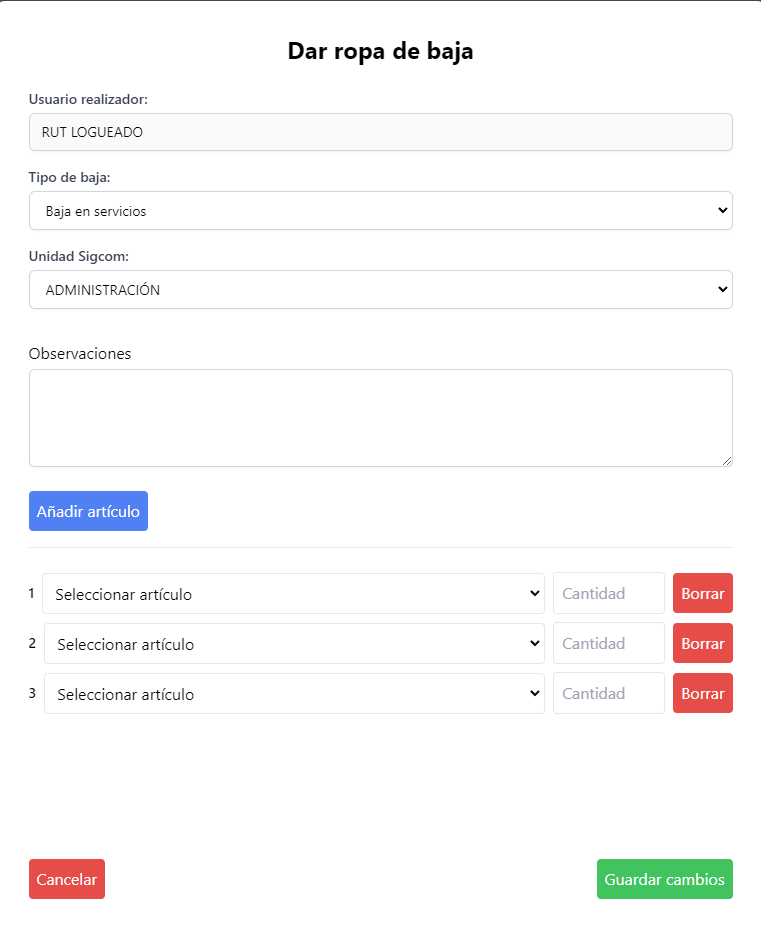 Dar ropa de baja
Usuario realizador:
RUT LOGUEADO
Tipo de baja:
Baja en servicios
Unidad Sigcom:
ADMINISTRACIÓN
Observaciones
Añadir artículo
1 Seleccionar artículo Cantidad Borrar
2 Seleccionar artículo Cantidad Borrar
3 Seleccionar artículo Cantidad Borrar
Cancelar Guardar cambios